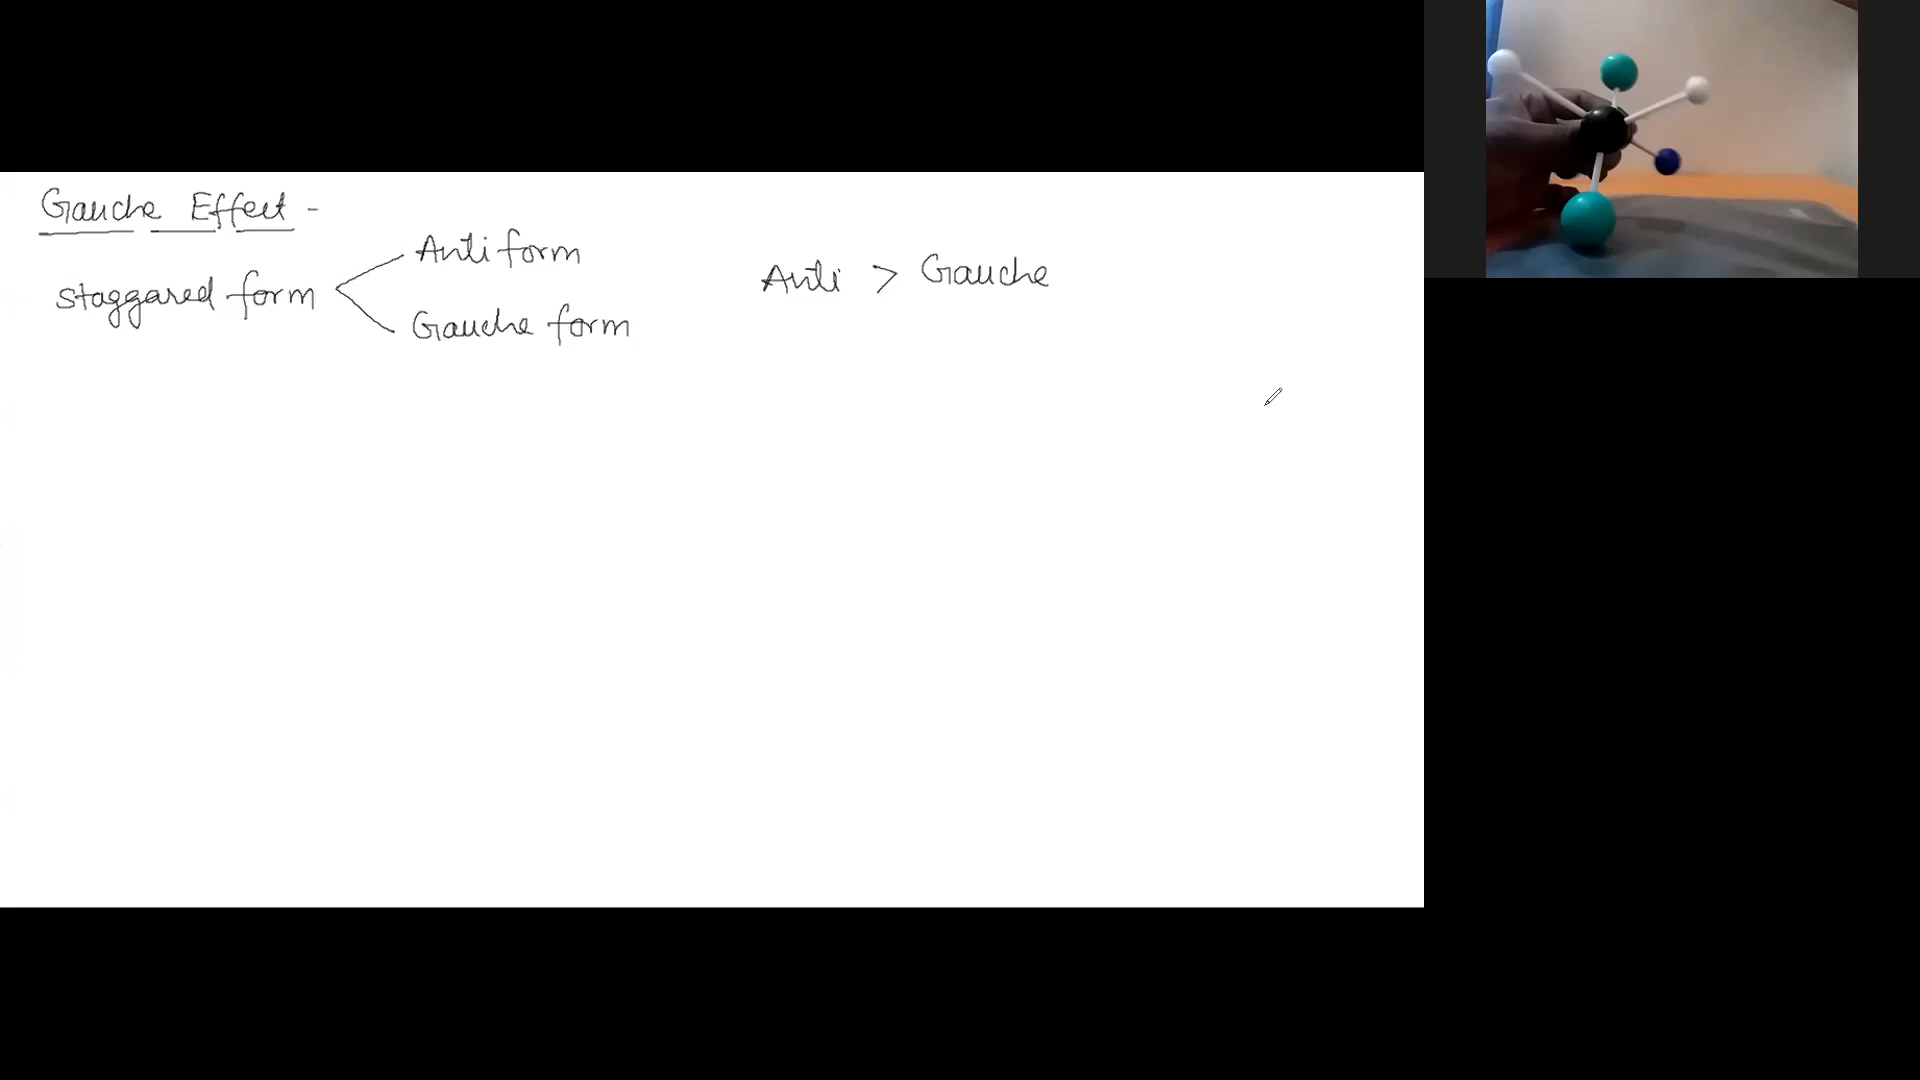 Gauche Effect -
Anti form
staggared form
Gauche form
Anti > Gauche